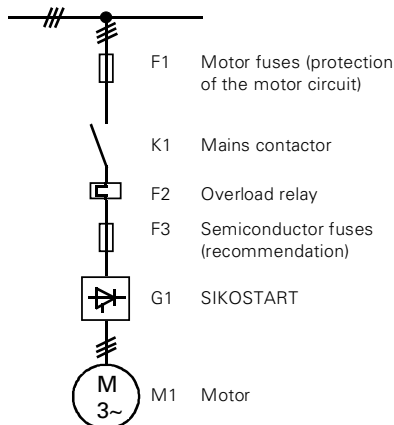 F1 Motor fuses (protection
of the motor circuit)
K1 Mains contactor
F2 Overload relay
F3 Semiconductor fuses
(recommendation)
G1 SIKOSTART
M
3~
M1 Motor